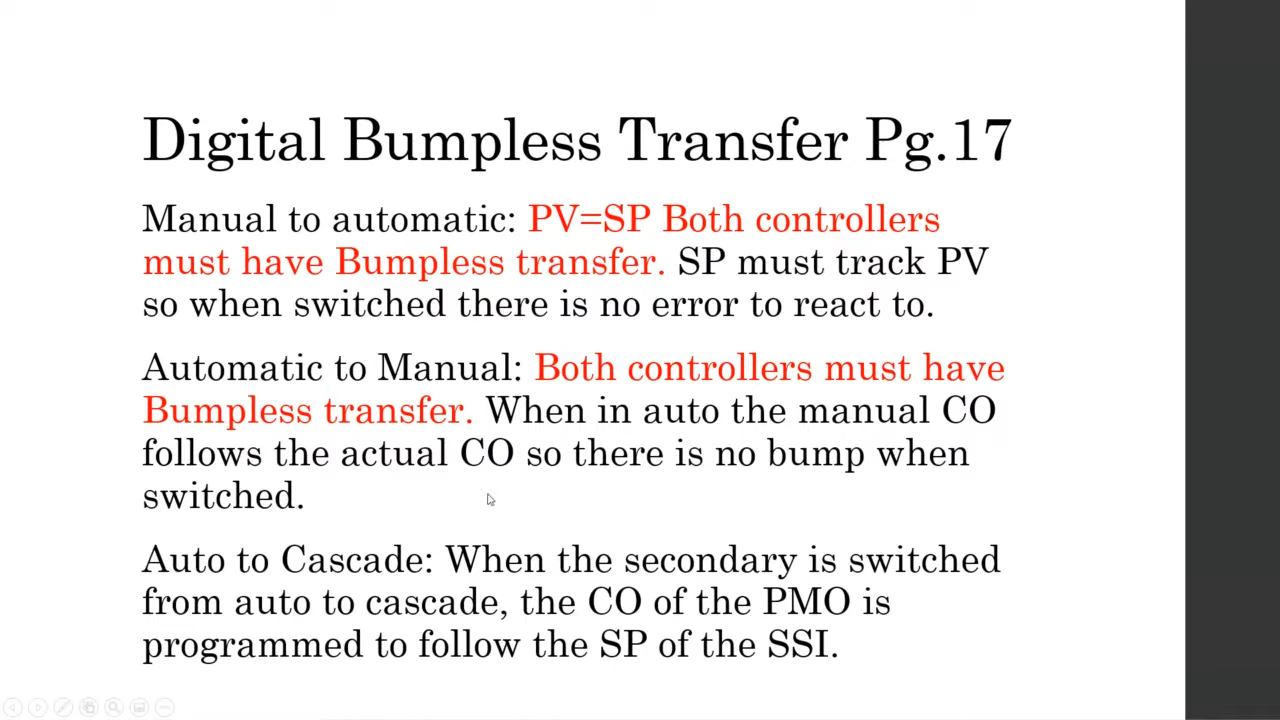 Digital Bumpless Transfer Pg.17
Manual to automatic: PV=SP Both controllers
must have Bumpless transfer. SP must track PV
so when switched there is no error to react to.
Automatic to Manual: Both controllers must have
Bumpless transfer. When in auto the manual CO
follows the actual CO so there is no bump when
switched.
Auto to Cascade: When the secondary is switched
from auto to cascade, the CO of the PMO is
programmed to follow the SP of the SSI.